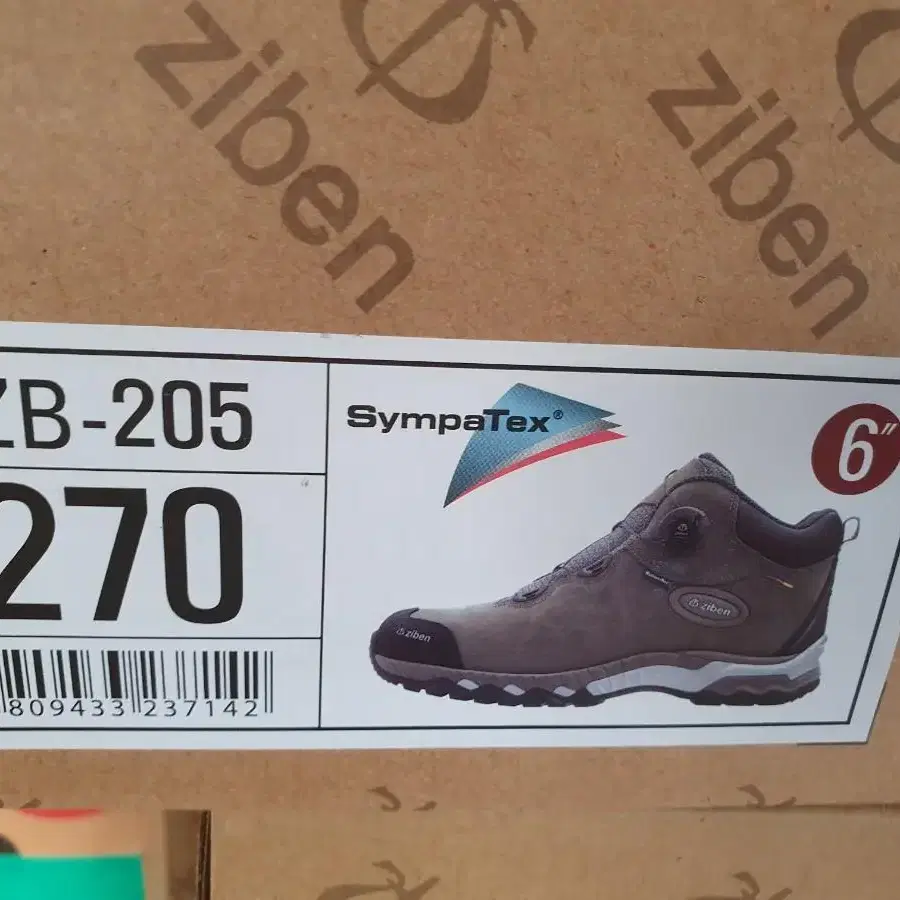 ziben
ziben
ZB-205
270
809433 237142
SympaTex®
6"
ziben
ziben